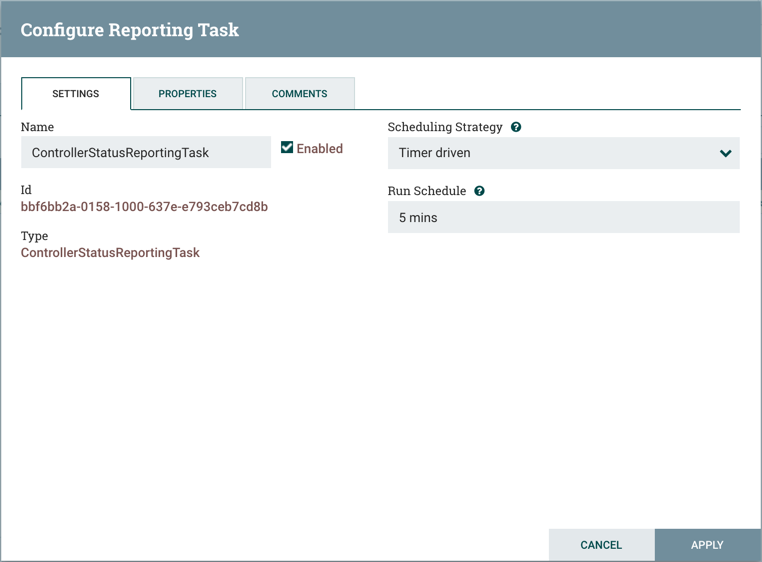 Configure Reporting Task
SETTINGS
PROPERTIES
COMMENTS
Name
ControllerStatusReportingTask
Enabled
Id
bbf6bb2a-0158-1000-637e-e793ceb7cd8b
Type
ControllerStatusReportingTask
Scheduling Strategy
Timer driven
Run Schedule
5 mins
CANCEL
APPLY